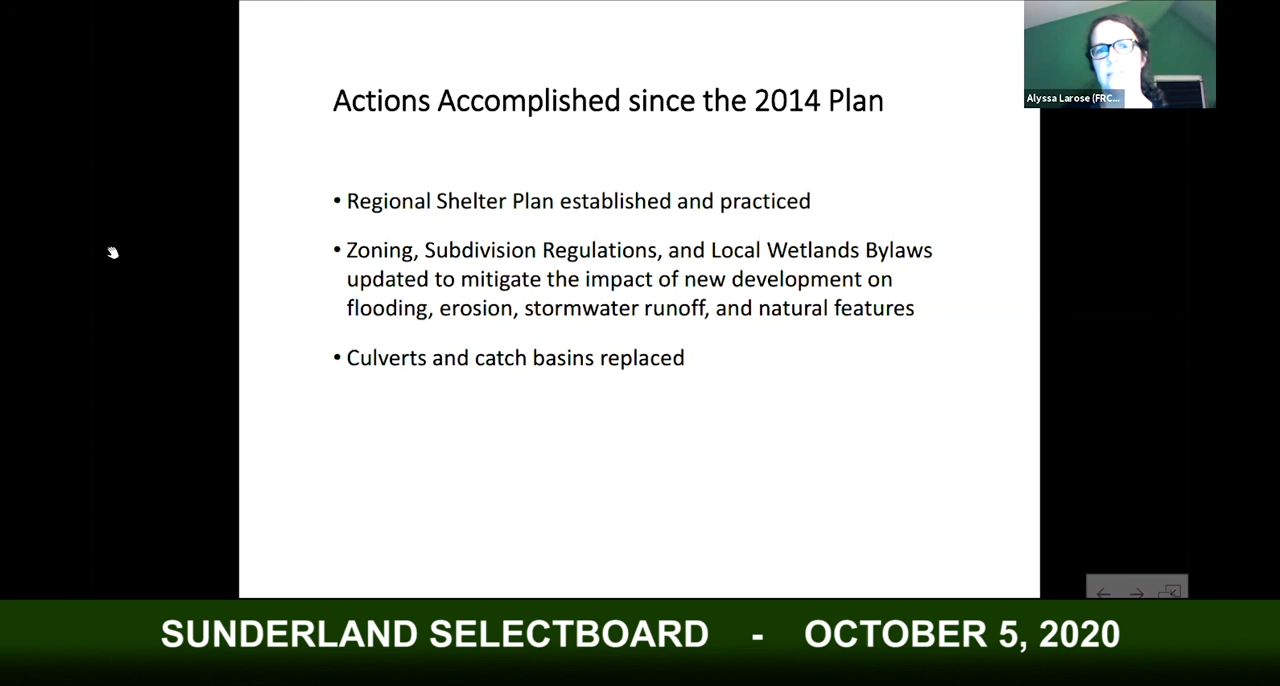 Actions Accomplished since the 2014 Plan
Alyssa Larose (FRC...
• Regional Shelter Plan established and practiced
• Zoning, Subdivision Regulations, and Local Wetlands Bylaws
updated to mitigate the impact of new development on
flooding, erosion, stormwater runoff, and natural features
• Culverts and catch basins replaced
SUNDERLAND SELECTBOARD - OCTOBER 5, 2020